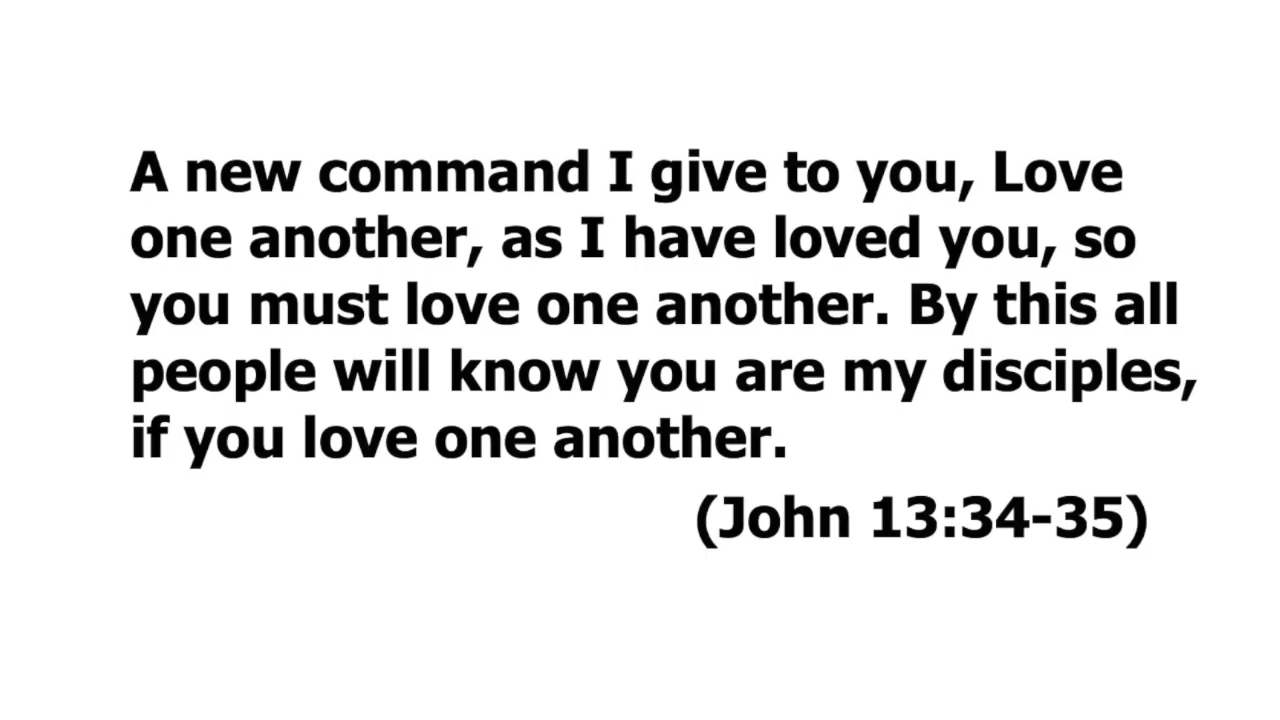 A new command I give to you, Love
one another, as I have loved you, so
you must love one another. By this all
people will know you are my disciples,
if you love one another.
(John 13:34-35)